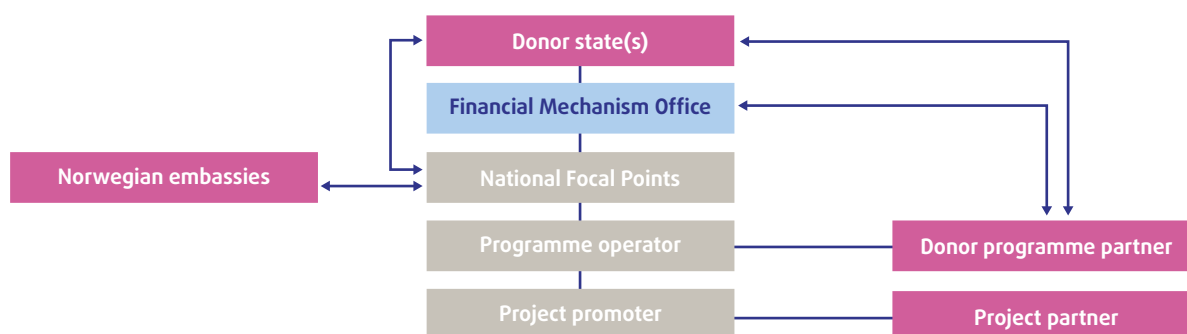 Donor state(s)
Financial Mechanism Office
Norwegian embassies
National Focal Points
Programme operator
Donor programme partner
Project promoter
Project partner